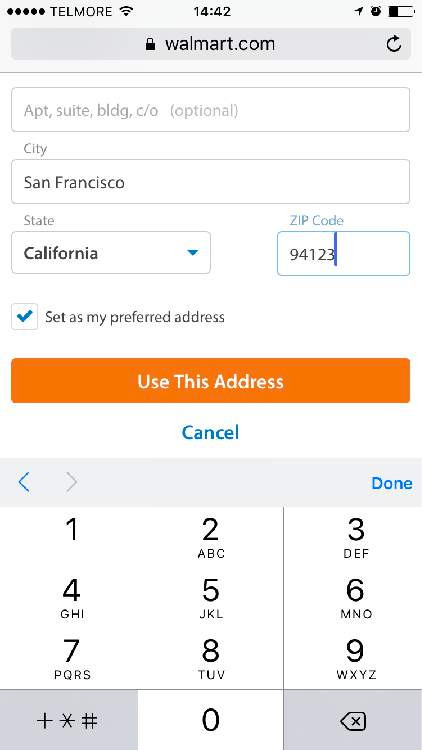 TELMORE 14:42
walmart.com
Apt, suite, bldg, c/o (optional)
City
San Francisco
State ZIP Code
California 94123
Set as my preferred address
Use This Address
Cancel
Done
1 2 3
ABC DEF
4 5 6
GHI JKL MNO
7 8 9
PQRS TUV WXYZ
+ * # 0